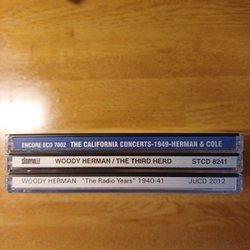 ENCORE ECD 7002 THE CALIFORNIA CONCERTS-1949-HERMAN & COLE
STORYVILLE WOODY HERMAN / THE THIRD HERD STCD 8241
WOODY HERMAN "The Radio Years" 1940-41 JUCD 2012